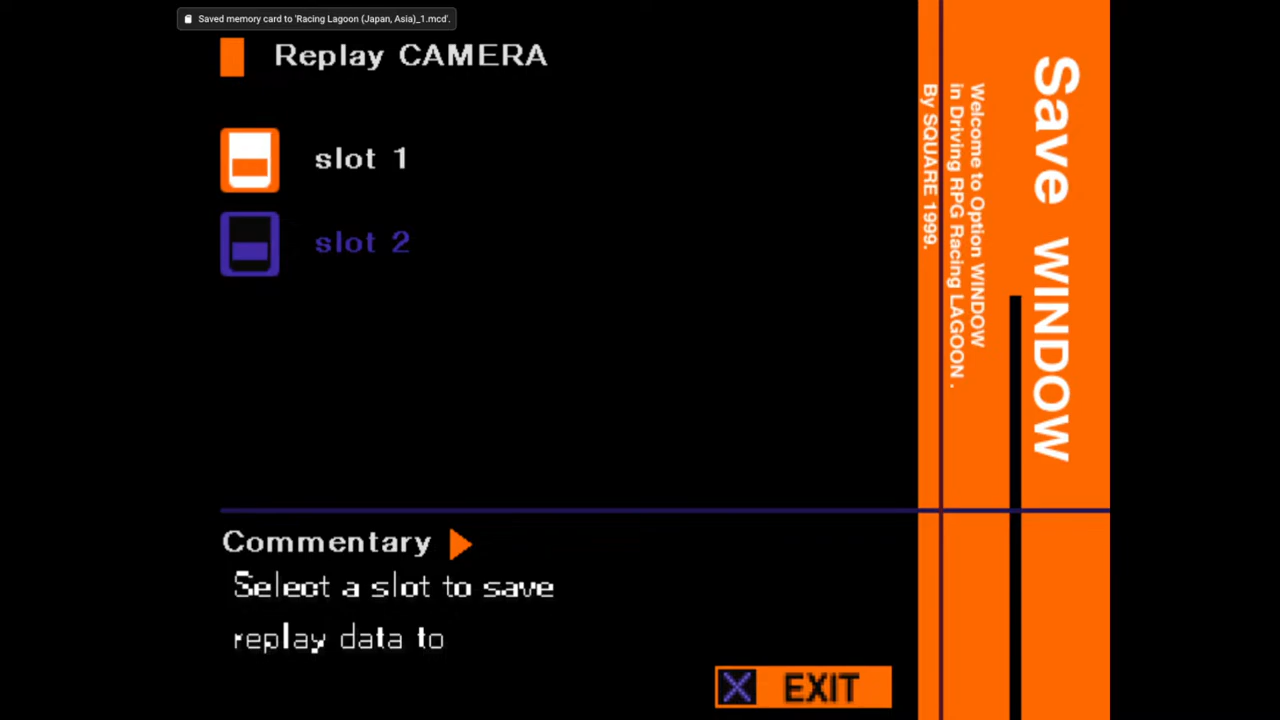 Saved memory card to 'Racing Lagoon (Japan, Asia)_1.mcd'.
Replay CAMERA
slot 1
slot 2
Commentary
Select a slot to save
replay data to
X EXIT
Save WINDOW
Welcome to Option WINDOW
in Driving RPG Racing LAGOON .
By SQUARE 1999.